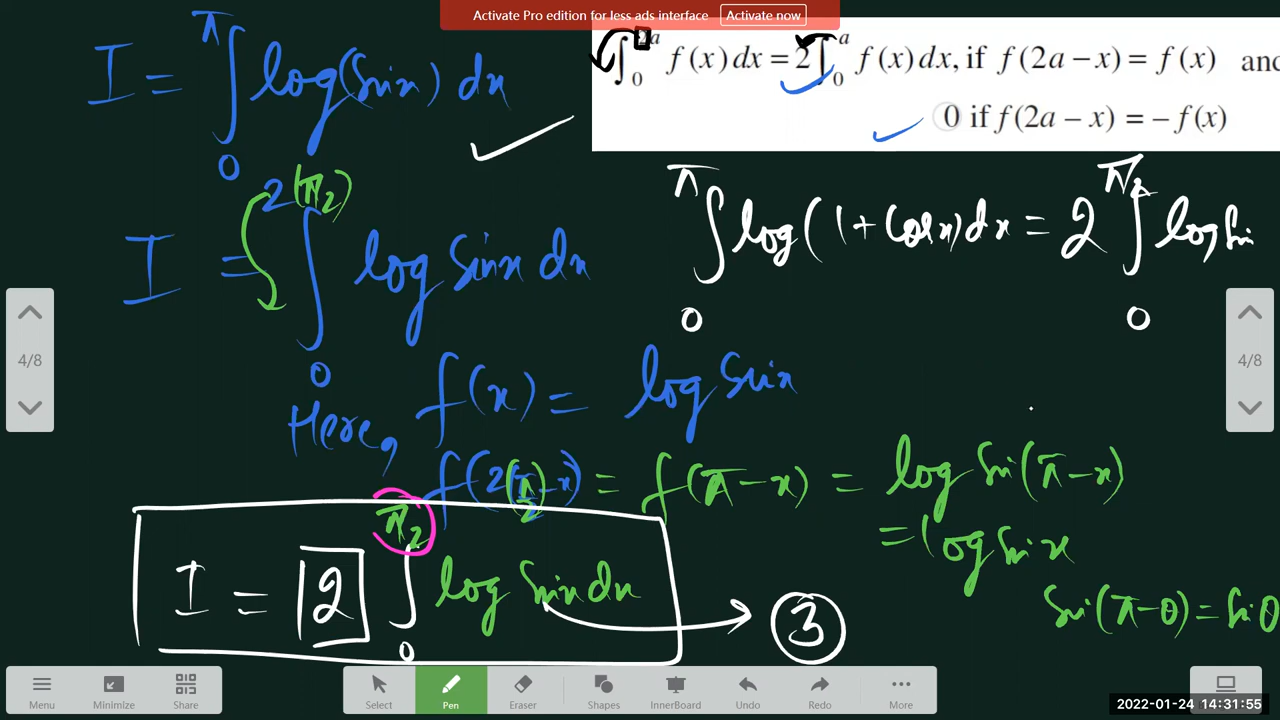 Activate Pro edition for less ads interface Activate now
I = ∫₀^π log(sinx) dx
∫₀^2a f(x) dx = 2∫₀^a f(x) dx, if f(2a − x) = f(x) and
0 if f(2a − x) = − f(x)
I = ∫₀^2(π/2) log sinx dx
∫₀^π log(1+cosx)dx = 2 ∫₀^π/2 log sin
Here, f(x) = log sinx
f(2(π/2)−x) = f(π−x) = log sin(π−x)
= log sinx
sin(π−θ) = sinθ
I = 2 ∫₀^π/2 log sinx dx → 3
4/8
4/8
Menu Minimize Share Select Pen Eraser Shapes InnerBoard Undo Redo More
2022-01-24 14:31:55